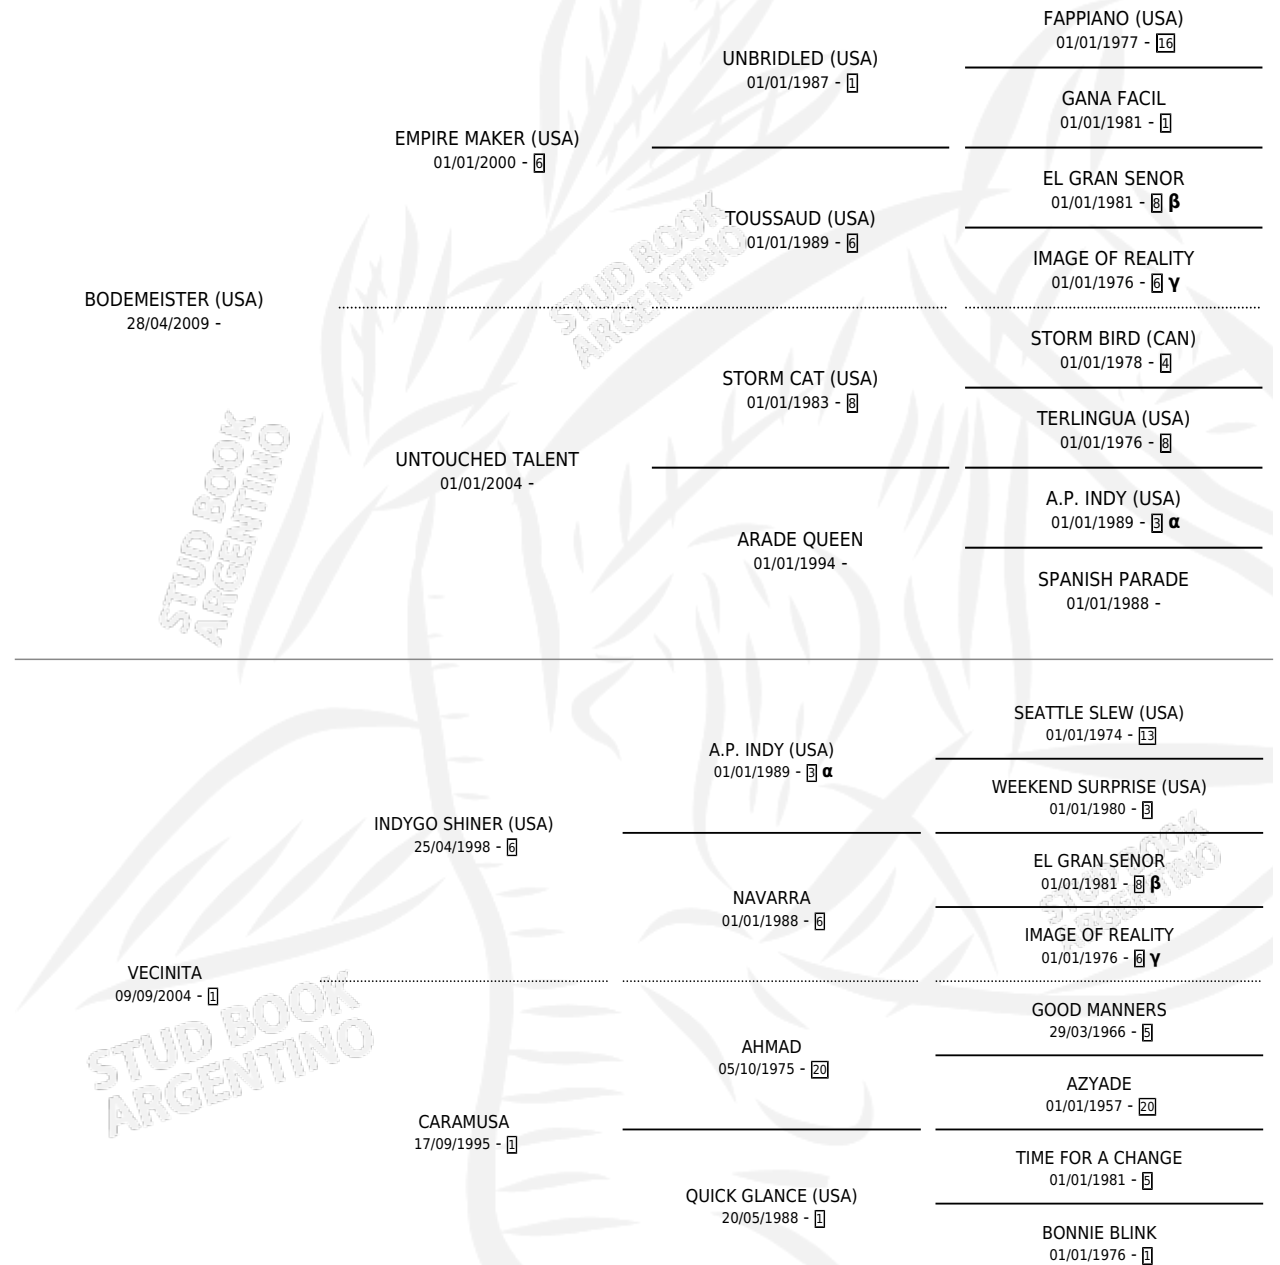 FAPPIANO (USA)
01/01/1977 - 16
UNBRIDLED (USA)
01/01/1987 - 1
GANA FACIL
01/01/1981 - 1
EMPIRE MAKER (USA)
01/01/2000 - 6
EL GRAN SENOR
01/01/1981 - 8 β
TOUSSAUD (USA)
01/01/1989 - 6
IMAGE OF REALITY
01/01/1976 - 6 γ
BODEMEISTER (USA)
28/04/2009 -
STORM BIRD (CAN)
01/01/1978 - 4
STORM CAT (USA)
01/01/1983 - 8
TERLINGUA (USA)
01/01/1976 - 8
UNTOUCHED TALENT
01/01/2004 -
A.P. INDY (USA)
01/01/1989 - 3 α
ARADE QUEEN
01/01/1994 -
SPANISH PARADE
01/01/1988 -
SEATTLE SLEW (USA)
01/01/1974 - 13
A.P. INDY (USA)
01/01/1989 - 3 α
WEEKEND SURPRISE (USA)
01/01/1980 - 3
INDYGO SHINER (USA)
25/04/1998 - 6
EL GRAN SENOR
01/01/1981 - 8 β
NAVARRA
01/01/1988 - 6
IMAGE OF REALITY
01/01/1976 - 6 γ
VECINITA
09/09/2004 - 1
GOOD MANNERS
29/03/1966 - 5
AHMAD
05/10/1975 - 20
AZYADE
01/01/1957 - 20
CARAMUSA
17/09/1995 - 1
TIME FOR A CHANGE
01/01/1981 - 5
QUICK GLANCE (USA)
20/05/1988 - 1
BONNIE BLINK
01/01/1976 - 1
STUD BOOK
ARGENTINO
STUD BOOK
ARGENTINO
STUD BOOK
ARGENTINO
STUD BOOK
ARGENTINO